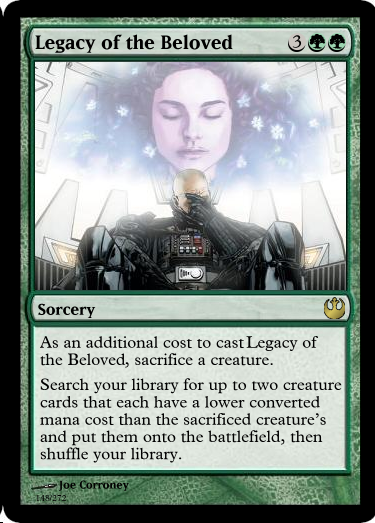 Legacy of the Beloved 3
Sorcery
As an additional cost to cast Legacy of
the Beloved, sacrifice a creature.
Search your library for up to two creature
cards that each have a lower converted
mana cost than the sacrificed creature's
and put them onto the battlefield, then
shuffle your library.
Joe Corroney
148/272